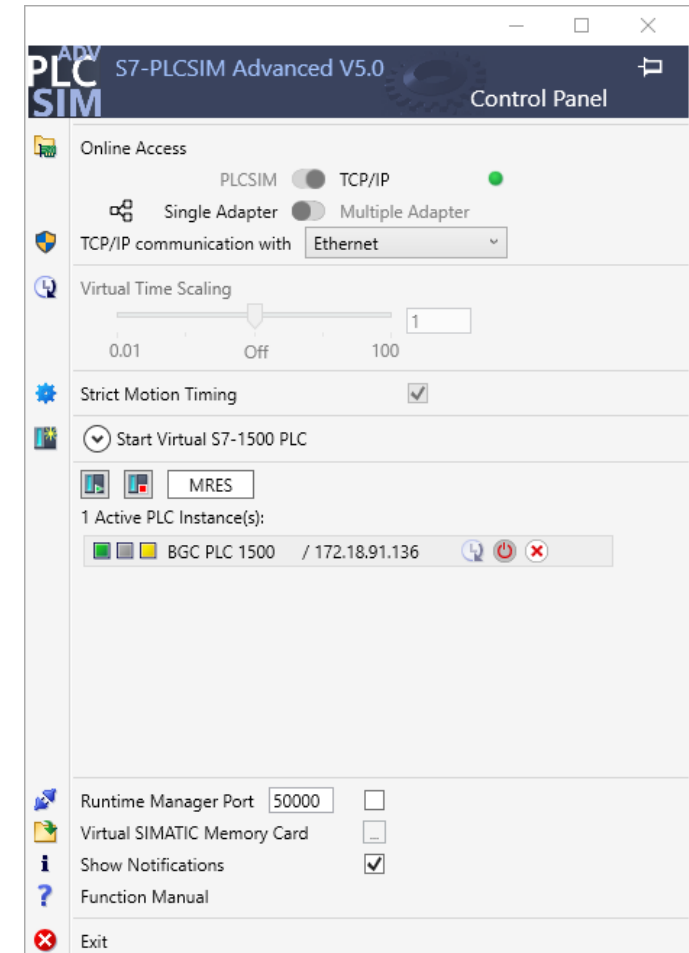 ADV
PLC
SIM
S7-PLCSIM Advanced V5.0
Control Panel
Online Access
PLCSIM TCP/IP
Single Adapter Multiple Adapter
TCP/IP communication with Ethernet
Virtual Time Scaling
1
0.01 Off 100
Strict Motion Timing
Start Virtual S7-1500 PLC
MRES
1 Active PLC Instance(s):
BGC PLC 1500 / 172.18.91.136
Runtime Manager Port 50000
Virtual SIMATIC Memory Card ...
Show Notifications
Function Manual
Exit